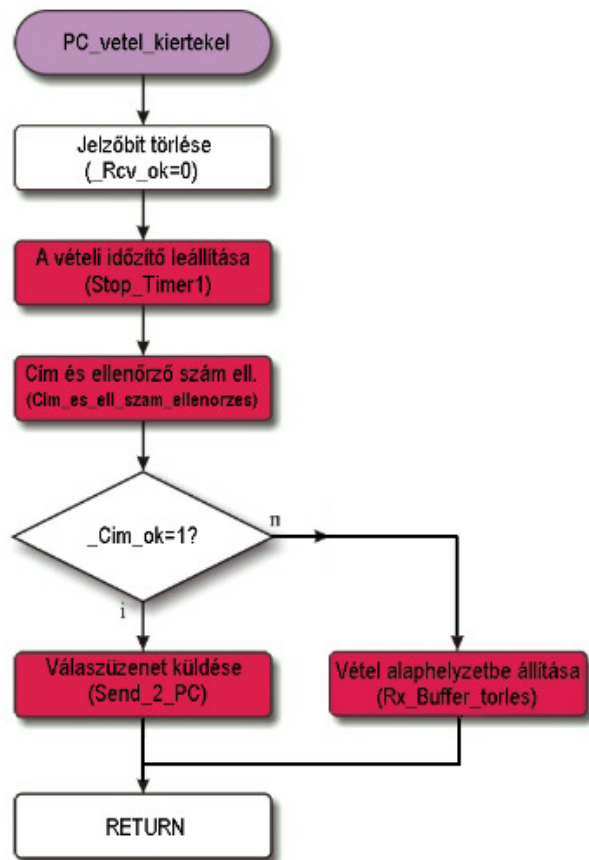 PC_vetel_kiertekel
Jelzőbit törlése
(_Rcv_ok=0)
A vételi időzítő leállítása
(Stop_Timer1)
Cím és ellenőrző szám ell.
(Cim_es_ell_szam_ellenorzes)
_Cim_ok=1?
n
i
Válaszüzenet küldése
(Send_2_PC)
Vétel alaphelyzetbe állítása
(Rx_Buffer_torles)
RETURN